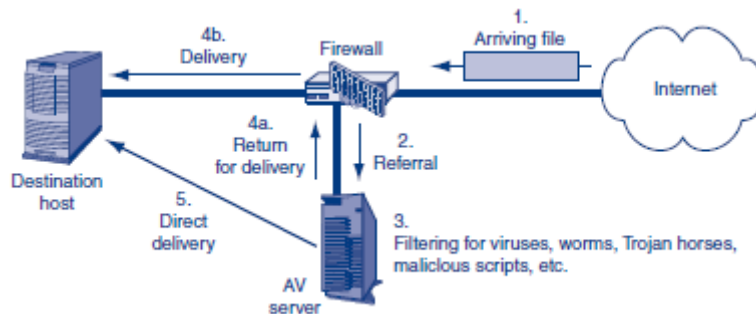 1.
Arriving file
4b.
Delivery
Firewall
Internet
4a.
Return
for delivery
2.
Referral
Destination
host
5.
Direct
delivery
3.
Filtering for viruses, worms, Trojan horses,
malicious scripts, etc.
AV
server